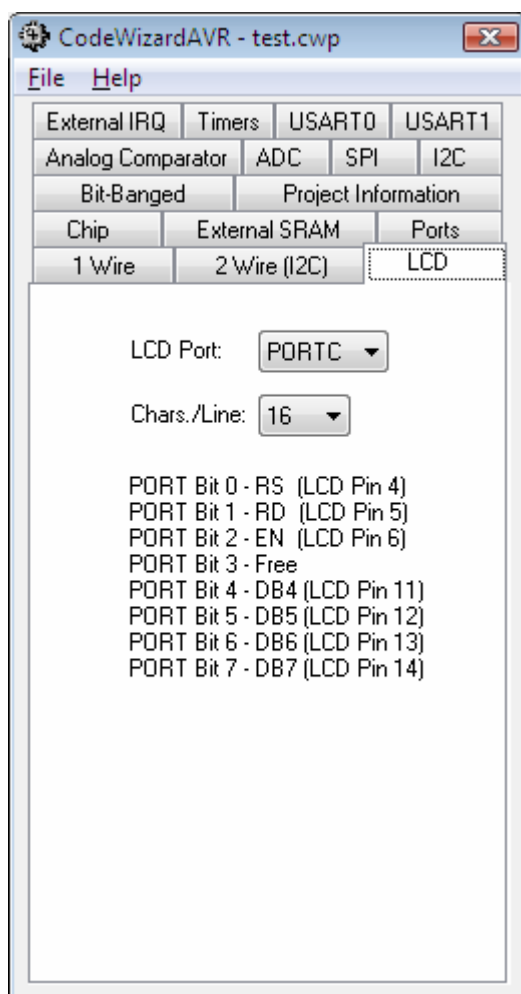 CodeWizardAVR - test.cwp
File Help
External IRQ Timers USART0 USART1
Analog Comparator ADC SPI I2C
Bit-Banged Project Information
Chip External SRAM Ports
1 Wire 2 Wire (I2C) LCD
LCD Port: PORTC
Chars./Line: 16
PORT Bit 0 - RS (LCD Pin 4)
PORT Bit 1 - RD (LCD Pin 5)
PORT Bit 2 - EN (LCD Pin 6)
PORT Bit 3 - Free
PORT Bit 4 - DB4 (LCD Pin 11)
PORT Bit 5 - DB5 (LCD Pin 12)
PORT Bit 6 - DB6 (LCD Pin 13)
PORT Bit 7 - DB7 (LCD Pin 14)